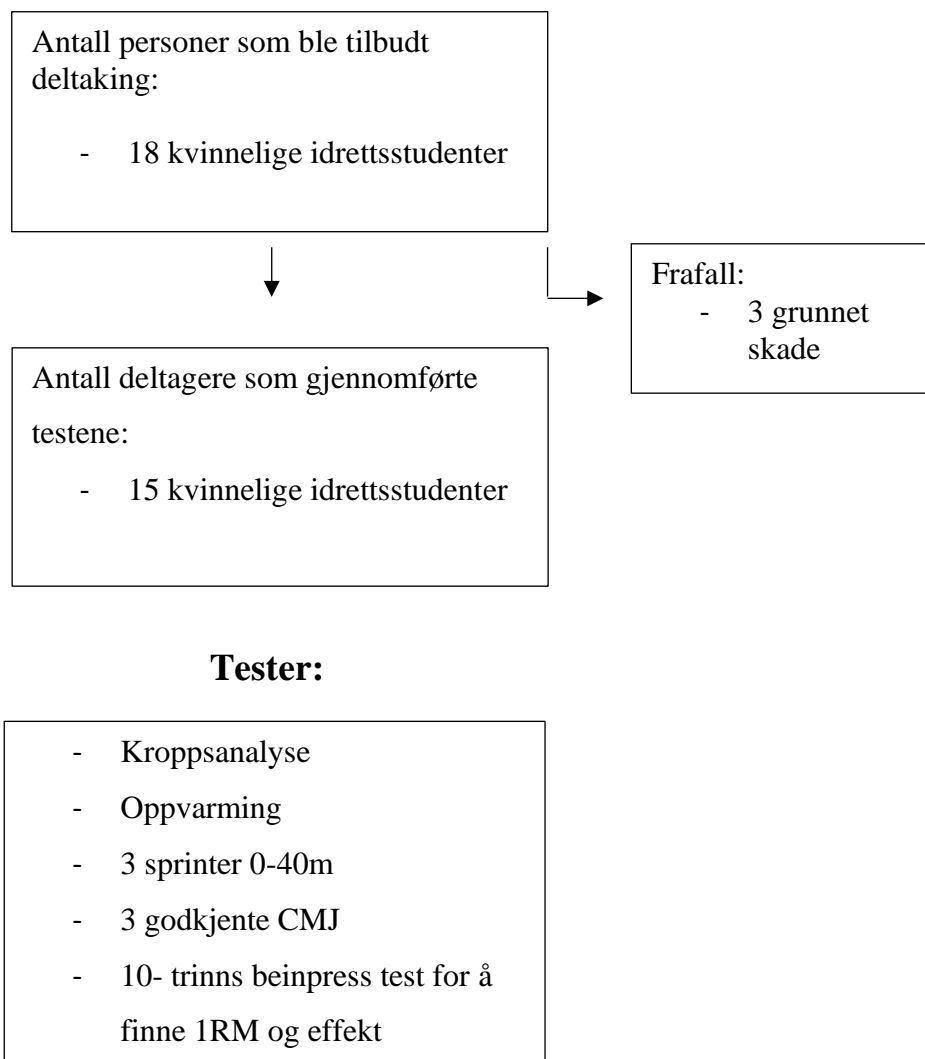 Antall personer som ble tilbudt
deltaking:
- 18 kvinnelige idrettsstudenter
Frafall:
- 3 grunnet
skade
Antall deltagere som gjennomførte
testene:
- 15 kvinnelige idrettsstudenter
Tester:
- Kroppsanalyse
- Oppvarming
- 3 sprinter 0-40m
- 3 godkjente CMJ
- 10- trinns beinpress test for å
finne 1RM og effekt